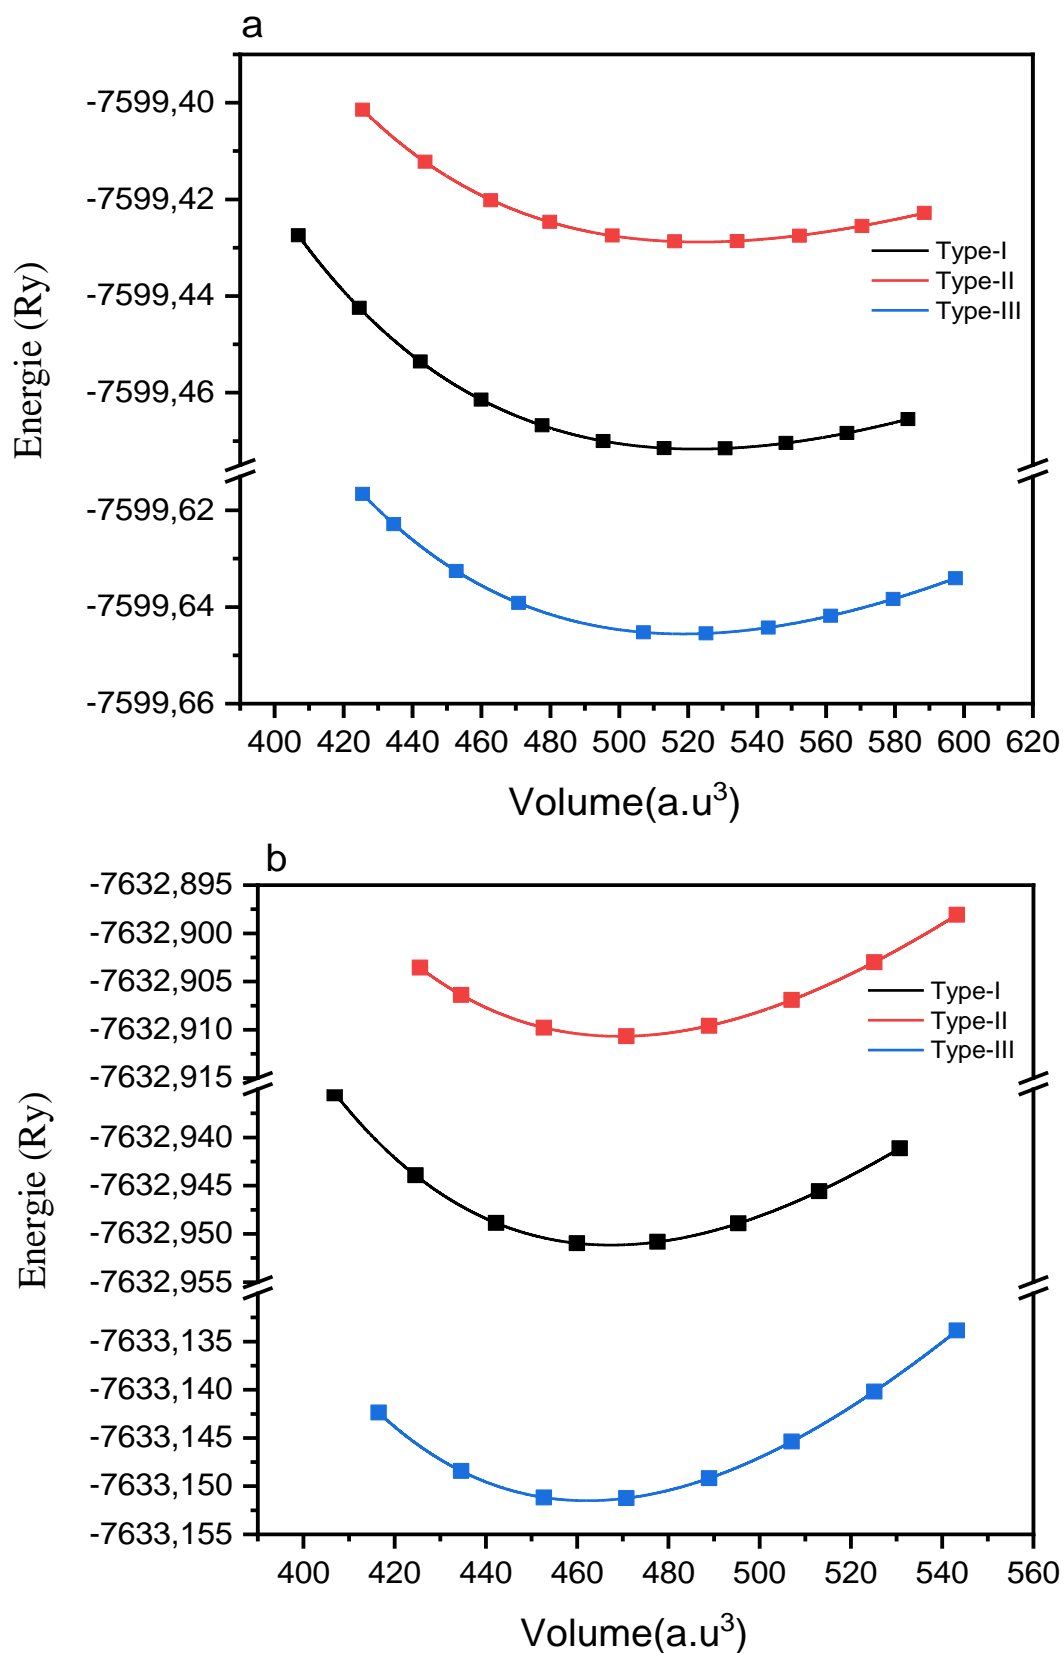 a
-7599,40
-7599,42
-7599,44
-7599,46
-7599,62
-7599,64
-7599,66
Energie (Ry)
Type-I
Type-II
Type-III
400 420 440 460 480 500 520 540 560 580 600 620
Volume(a.u³)
b
-7632,895
-7632,900
-7632,905
-7632,910
-7632,915
-7632,940
-7632,945
-7632,950
-7632,955
-7633,135
-7633,140
-7633,145
-7633,150
-7633,155
Energie (Ry)
Type-I
Type-II
Type-III
400 420 440 460 480 500 520 540 560
Volume(a.u³)